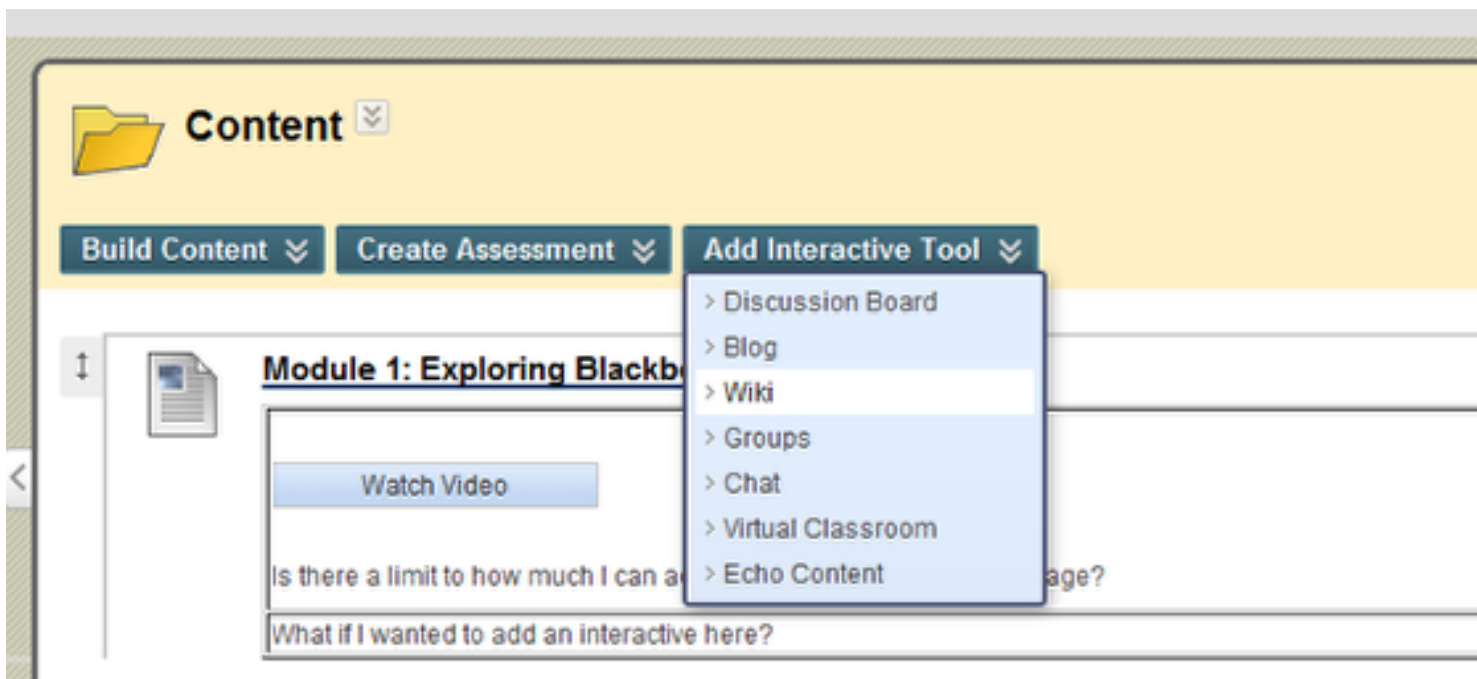 Content
Build Content
Create Assessment
Add Interactive Tool
> Discussion Board
> Blog
> Wiki
> Groups
> Chat
> Virtual Classroom
> Echo Content
Module 1: Exploring
Watch Video
Is there a limit to how much I can
What if I wanted to add an interactive here?